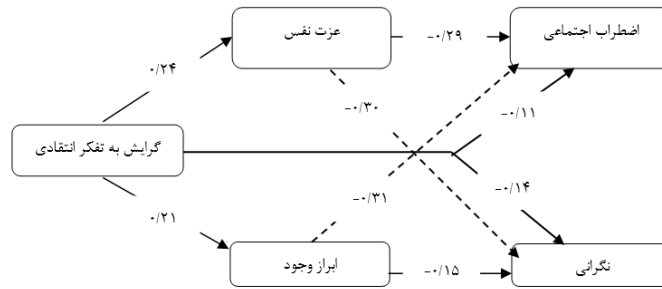 عزت نفس
-۰/۲۹
اضطراب اجتماعی
۰/۲۴
-۰/۳۰
-۰/۱۱
گرایش به تفکر انتقادی
-۰/۳۱
-۰/۱۴
۰/۲۱
ابراز وجود
-۰/۱۵
نگرانی